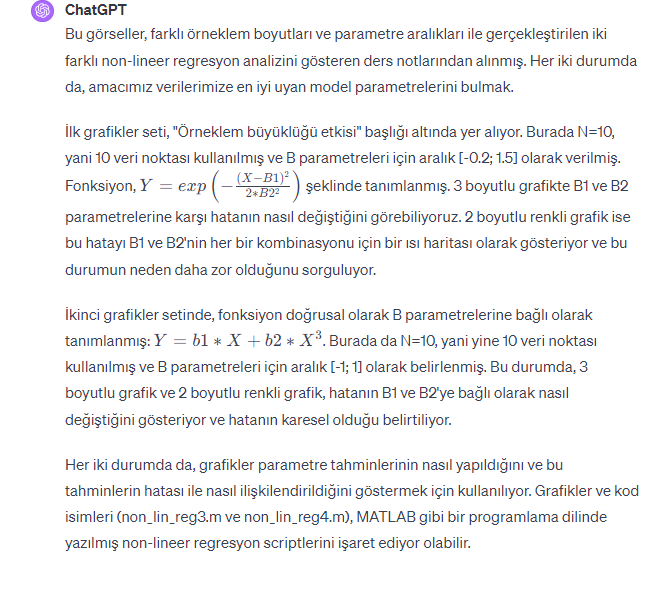 ChatGPT
Bu görseller, farklı örneklem boyutları ve parametre aralıkları ile gerçekleştirilen iki
farklı non-lineer regresyon analizini gösteren ders notlarından alınmış. Her iki durumda
da, amacımız verilerimize en iyi uyan model parametrelerini bulmak.
İlk grafikler seti, "Örneklem büyüklüğü etkisi" başlığı altında yer alıyor. Burada N=10,
yani 10 veri noktası kullanılmış ve B parametreleri için aralık [-0.2; 1.5] olarak verilmiş.
Fonksiyon, Y = exp(−(X−B1)²/2∗B2²) şeklinde tanımlanmış. 3 boyutlu grafikte B1 ve B2
parametrelerine karşı hatanın nasıl değiştiğini görebiliyoruz. 2 boyutlu renkli grafik ise
bu hatayı B1 ve B2'nin her bir kombinasyonu için bir ısı haritası olarak gösteriyor ve bu
durumun neden daha zor olduğunu sorguluyor.
İkinci grafikler setinde, fonksiyon doğrusal olarak B parametrelerine bağlı olarak
tanımlanmış: Y = b1 ∗ X + b2 ∗ X³. Burada da N=10, yani yine 10 veri noktası
kullanılmış ve B parametreleri için aralık [-1; 1] olarak belirlenmiş. Bu durumda, 3
boyutlu grafik ve 2 boyutlu renkli grafik, hatanın B1 ve B2'ye bağlı olarak nasıl
değiştiğini gösteriyor ve hatanın karesel olduğu belirtiliyor.
Her iki durumda da, grafikler parametre tahminlerinin nasıl yapıldığını ve bu
tahminlerin hatası ile nasıl ilişkilendirildiğini göstermek için kullanılıyor. Grafikler ve kod
isimleri (non_lin_reg3.m ve non_lin_reg4.m), MATLAB gibi bir programlama dilinde
yazılmış non-lineer regresyon scriptlerini işaret ediyor olabilir.